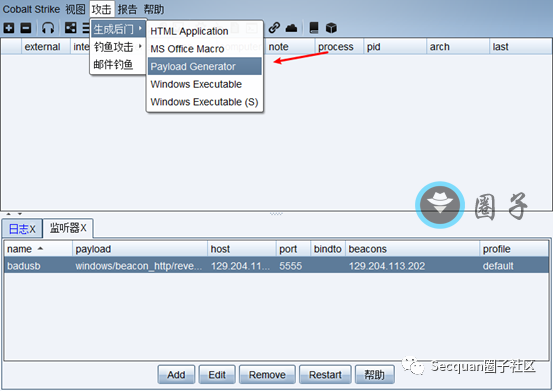 Cobalt Strike 视图 攻击 报告 帮助
生成后门 HTML Application
钓鱼攻击 MS Office Macro
邮件钓鱼 Payload Generator
Windows Executable
Windows Executable (S)
external note process pid arch last
圈子
日志X 监听器X
name payload host port bindto beacons profile
badusb windows/beacon_http/reve... 129.204.11... 5555 129.204.113.202 default
Add Edit Remove Restart 帮助
Secquan圈子社区